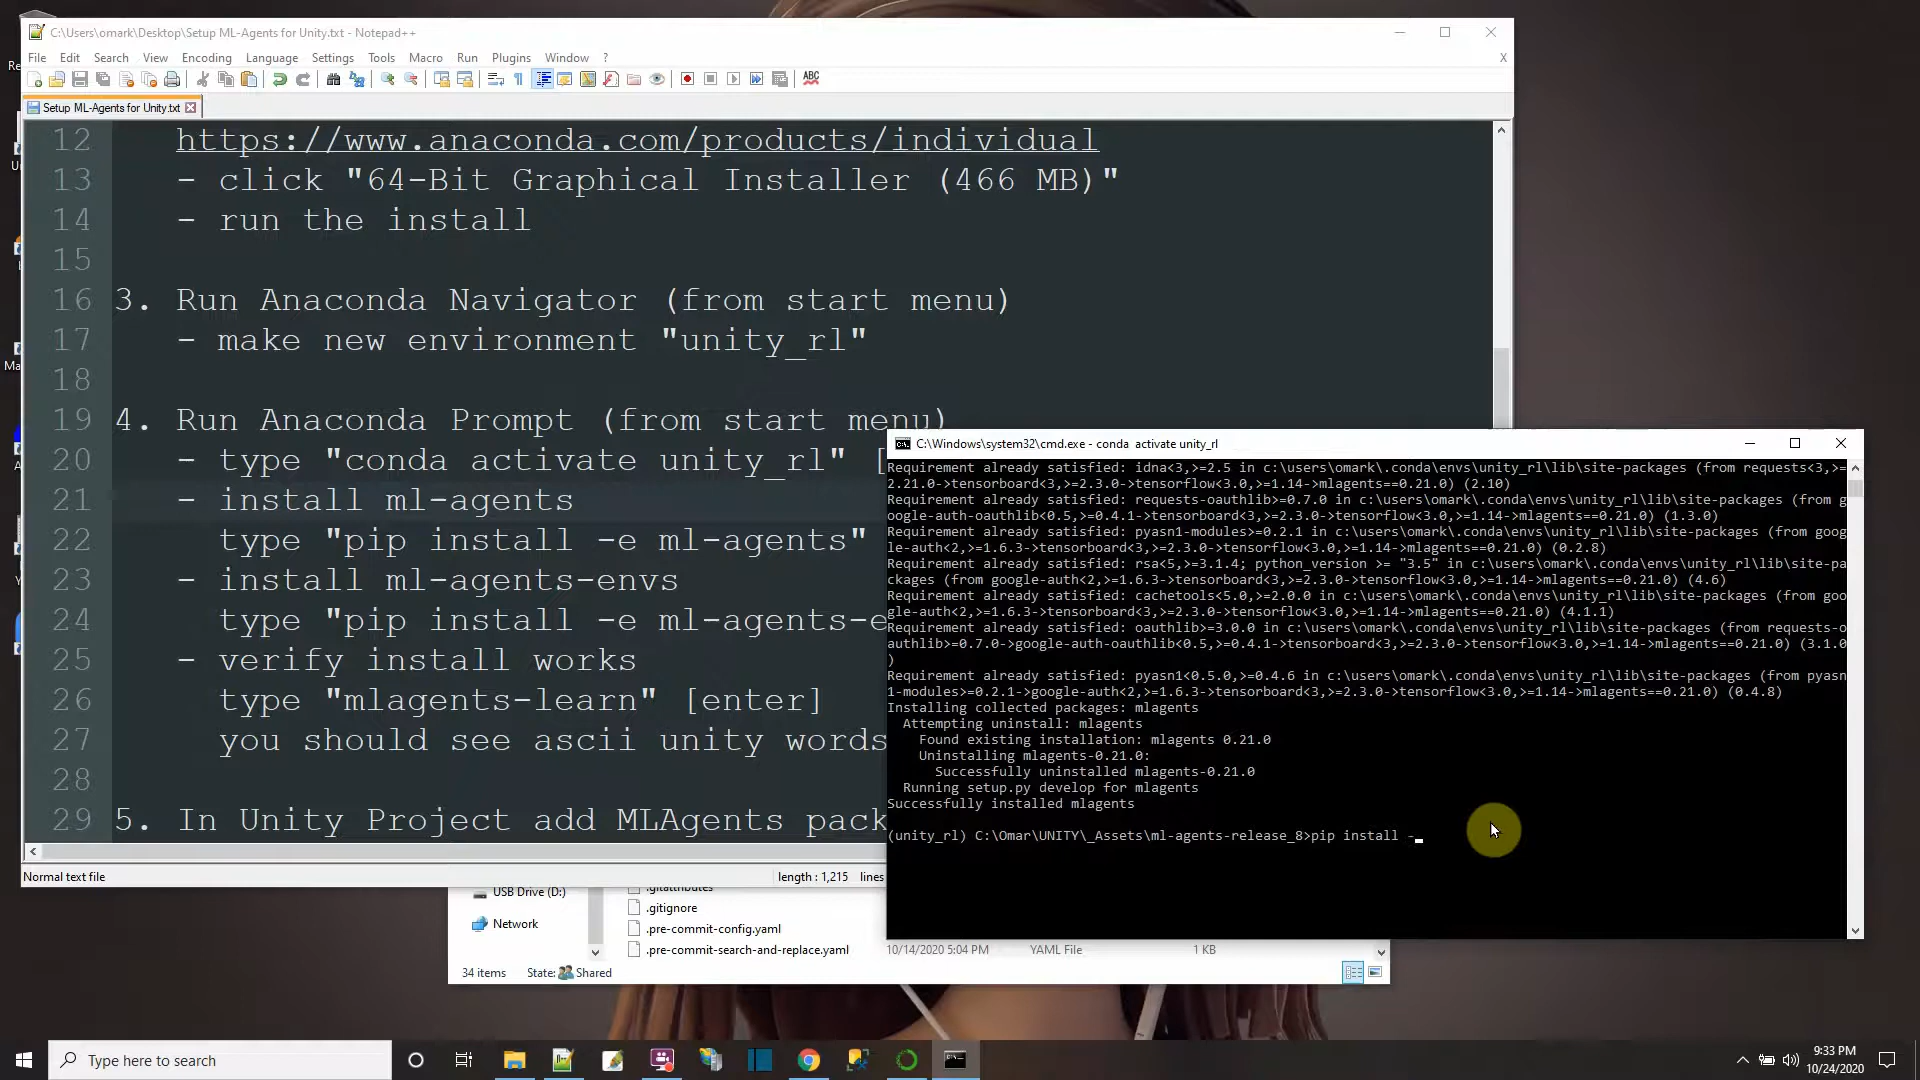 C:\Users\omark\Desktop\Setup ML-Agents for Unity.txt - Notepad++
File Edit Search View Encoding Language Settings Tools Macro Run Plugins Window ?
X
ABC
Setup ML-Agents for Unity.txt
12 https://www.anaconda.com/products/individual
13 - click "64-Bit Graphical Installer (466 MB)"
14 - run the install
15
16 3. Run Anaconda Navigator (from start menu)
17 - make new environment "unity_rl"
18
19 4. Run Anaconda Prompt (from start menu)
20 - type "conda activate unity_rl" [
21 - install ml-agents
22 type "pip install -e ml-agents"
23 - install ml-agents-envs
24 type "pip install -e ml-agents-e
25 - verify install works
26 type "mlagents-learn" [enter]
27 you should see ascii unity words
28
29 5. In Unity Project add MLAgents pack
Normal text file length : 1,215 lines
C:\Windows\system32\cmd.exe - conda activate unity_rl
Requirement already satisfied: idna<3,>=2.5 in c:\users\omark\.conda\envs\unity_rl\lib\site-packages (from requests<3,>=
2.21.0->tensorboard<3,>=2.3.0->tensorflow<3.0,>=1.14->mlagents==0.21.0) (2.10)
Requirement already satisfied: requests-oauthlib>=0.7.0 in c:\users\omark\.conda\envs\unity_rl\lib\site-packages (from g
oogle-auth-oauthlib<0.5,>=0.4.1->tensorboard<3,>=2.3.0->tensorflow<3.0,>=1.14->mlagents==0.21.0) (1.3.0)
Requirement already satisfied: pyasn1-modules>=0.2.1 in c:\users\omark\.conda\envs\unity_rl\lib\site-packages (from goog
le-auth<2,>=1.6.3->tensorboard<3,>=2.3.0->tensorflow<3.0,>=1.14->mlagents==0.21.0) (0.2.8)
Requirement already satisfied: rsa<5,>=3.1.4; python_version >= "3.5" in c:\users\omark\.conda\envs\unity_rl\lib\site-pa
ckages (from google-auth<2,>=1.6.3->tensorboard<3,>=2.3.0->tensorflow<3.0,>=1.14->mlagents==0.21.0) (4.6)
Requirement already satisfied: cachetools<5.0,>=2.0.0 in c:\users\omark\.conda\envs\unity_rl\lib\site-packages (from goo
gle-auth<2,>=1.6.3->tensorboard<3,>=2.3.0->tensorflow<3.0,>=1.14->mlagents==0.21.0) (4.1.1)
Requirement already satisfied: oauthlib>=3.0.0 in c:\users\omark\.conda\envs\unity_rl\lib\site-packages (from requests-o
authlib>=0.7.0->google-auth-oauthlib<0.5,>=0.4.1->tensorboard<3,>=2.3.0->tensorflow<3.0,>=1.14->mlagents==0.21.0) (3.1.0
)
Requirement already satisfied: pyasn1<0.5.0,>=0.4.6 in c:\users\omark\.conda\envs\unity_rl\lib\site-packages (from pyasn
1-modules>=0.2.1->google-auth<2,>=1.6.3->tensorboard<3,>=2.3.0->tensorflow<3.0,>=1.14->mlagents==0.21.0) (0.4.8)
Installing collected packages: mlagents
Attempting uninstall: mlagents
Found existing installation: mlagents 0.21.0
Uninstalling mlagents-0.21.0:
Successfully uninstalled mlagents-0.21.0
Running setup.py develop for mlagents
Successfully installed mlagents
(unity_rl) C:\Omar\UNITY\_Assets\ml-agents-release_8>pip install -
USB Drive (D:) .gitattributes
Network .gitignore
.pre-commit-config.yaml
.pre-commit-search-and-replace.yaml 10/14/2020 5:04 PM YAML File 1 KB
34 items State: Shared
Type here to search
9:33 PM
10/24/2020